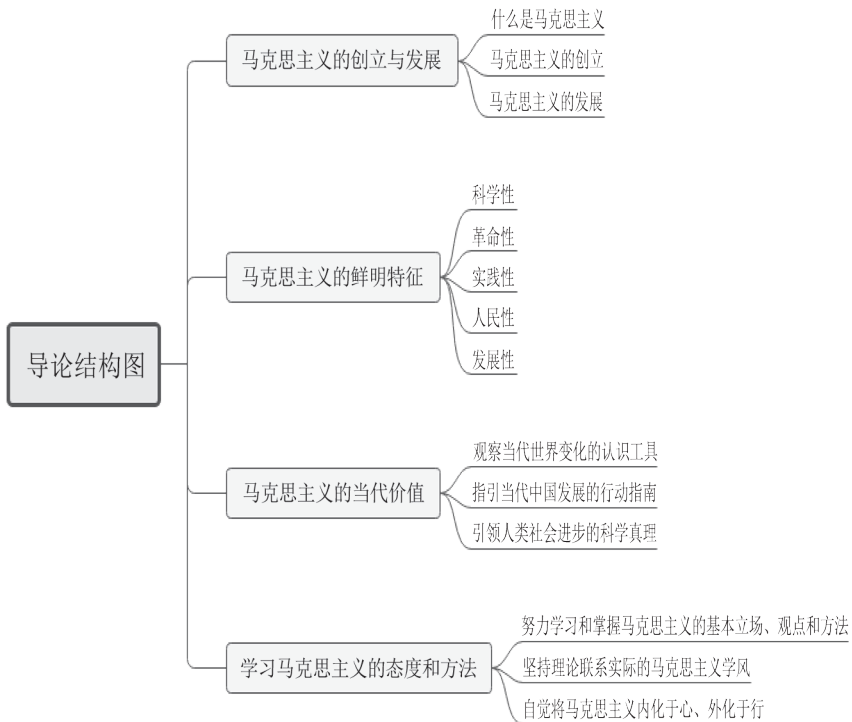 导论结构图
马克思主义的创立与发展
什么是马克思主义
马克思主义的创立
马克思主义的发展
马克思主义的鲜明特征
科学性
革命性
实践性
人民性
发展性
马克思主义的当代价值
观察当代世界变化的认识工具
指引当代中国发展的行动指南
引领人类社会进步的科学真理
学习马克思主义的态度和方法
努力学习和掌握马克思主义的基本立场、观点和方法
坚持理论联系实际的马克思主义学风
自觉将马克思主义内化于心、外化于行